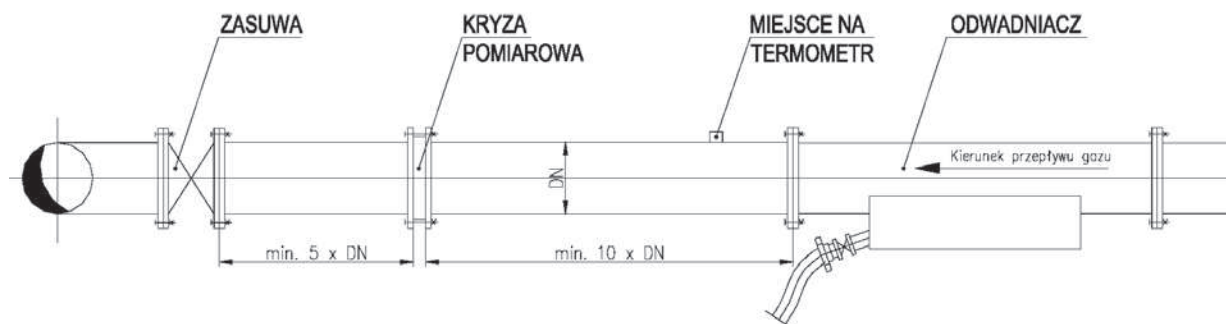 ZASUWA
KRYZA
POMIAROWA
MIEJSCE NA
TERMOMETR
ODWADNIACZ
Kierunek przepływu gazu
DN
min. 5 x DN
min. 10 x DN